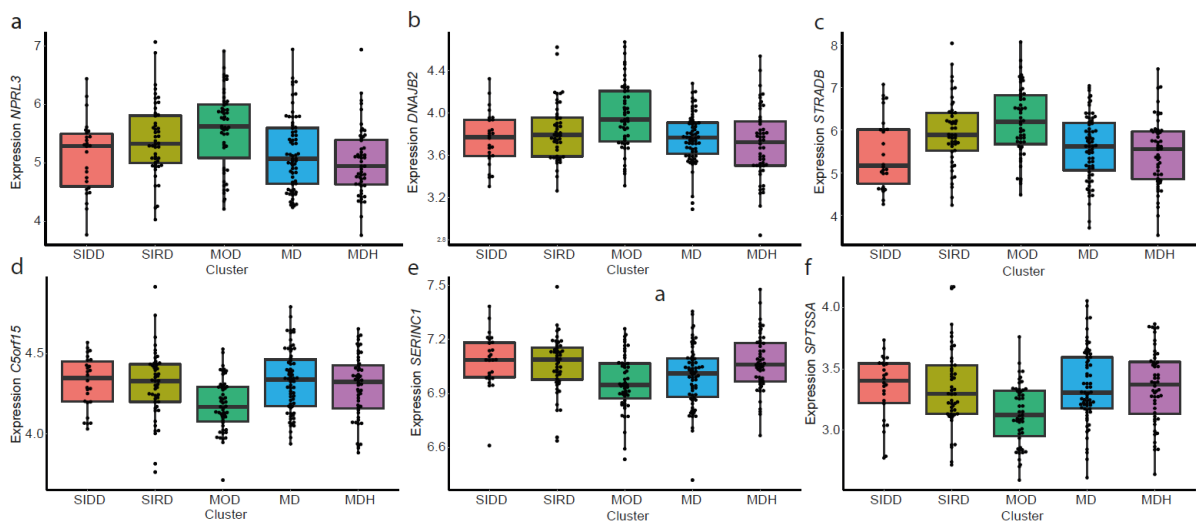 a
Expression NPRL3
7
6
5
4
SIDD SIRD MOD MD MDH
Cluster
b
Expression DNAJB2
4.4
4.0
3.6
3.2
2.8
SIDD SIRD MOD MD MDH
Cluster
c
Expression STRADB
8
7
6
5
4
SIDD SIRD MOD MD MDH
Cluster
d
Expression C5orf15
4.5
4.0
SIDD SIRD MOD MD MDH
Cluster
e
a
Expression SERINC1
7.5
7.2
6.9
6.6
SIDD SIRD MOD MD MDH
Cluster
f
Expression SPTSSA
4.0
3.5
3.0
SIDD SIRD MOD MD MDH
Cluster